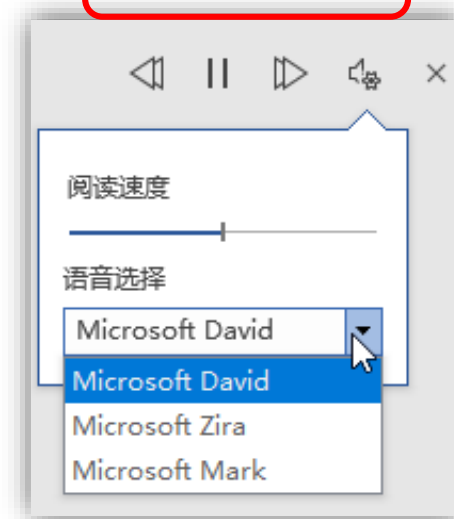 阅读速度
语音选择
Microsoft David
Microsoft David
Microsoft Zira
Microsoft Mark